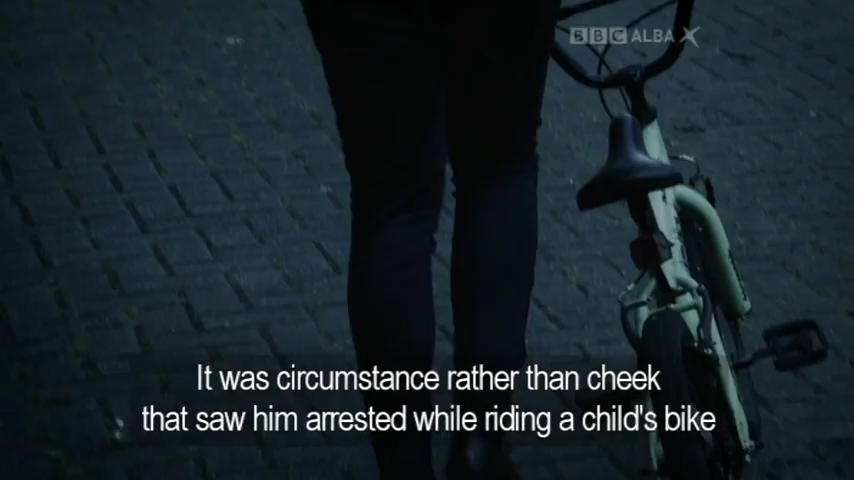 BBC ALBA
It was circumstance rather than cheek
that saw him arrested while riding a child's bike